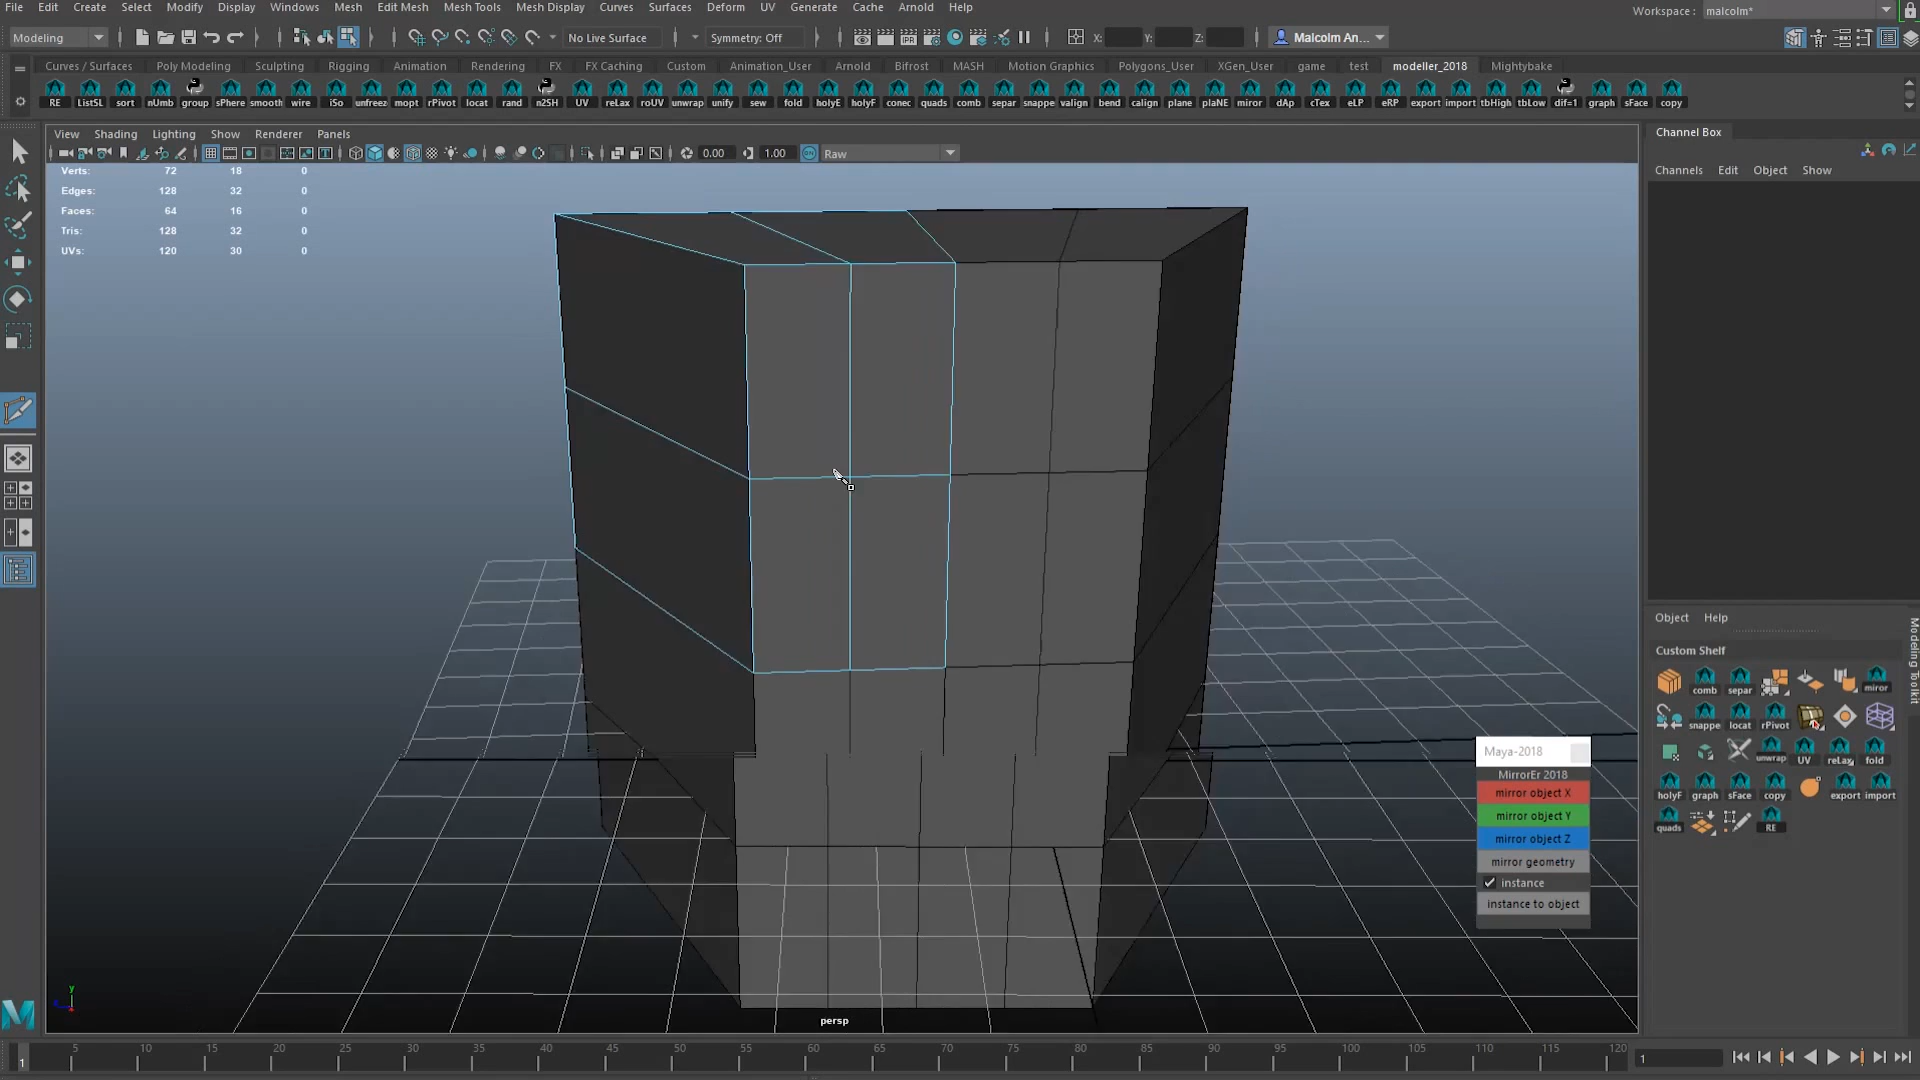 File Edit Create Select Modify Display Windows Mesh Edit Mesh Mesh Tools Mesh Display Curves Surfaces Deform UV Generate Cache Arnold Help
Workspace : malcolm*
Modeling No Live Surface Symmetry: Off X: Y: Z: Malcolm An...
Curves / Surfaces Poly Modeling Sculpting Rigging Animation Rendering FX FX Caching Custom Animation_User Arnold Bifrost MASH Motion Graphics Polygons_User XGen_User game test modeller_2018 Mightybake
RE ListSL sort nUmb group sPhere smooth wire iSo unfreez mopt rPivot locat rand n2SH UV reLax roUV unwrap unify sew fold holyE holyF conec quads comb separ snappe valign bend calign plane plaNE miror dAp cTex eLP eRP export import tbHigh tbLow dif=1 graph sFace copy
View Shading Lighting Show Renderer Panels
0.00 1.00 Raw
Verts: 72 18 0
Edges: 128 32 0
Faces: 64 16 0
Tris: 128 32 0
UVs: 120 30 0
persp
y
Channel Box
Channels Edit Object Show
Object Help
Custom Shelf
comb separ miror
snappe locat rPivot
unwrap UV reLax fold
holyF graph sFace copy export import
quads RE
Modeling Toolkit
Maya-2018
MirrorEr 2018
mirror object X
mirror object Y
mirror object Z
mirror geometry
instance
instance to object
1 5 10 15 20 25 30 35 40 45 50 55 60 65 70 75 80 85 90 95 100 105 110 115 120
1